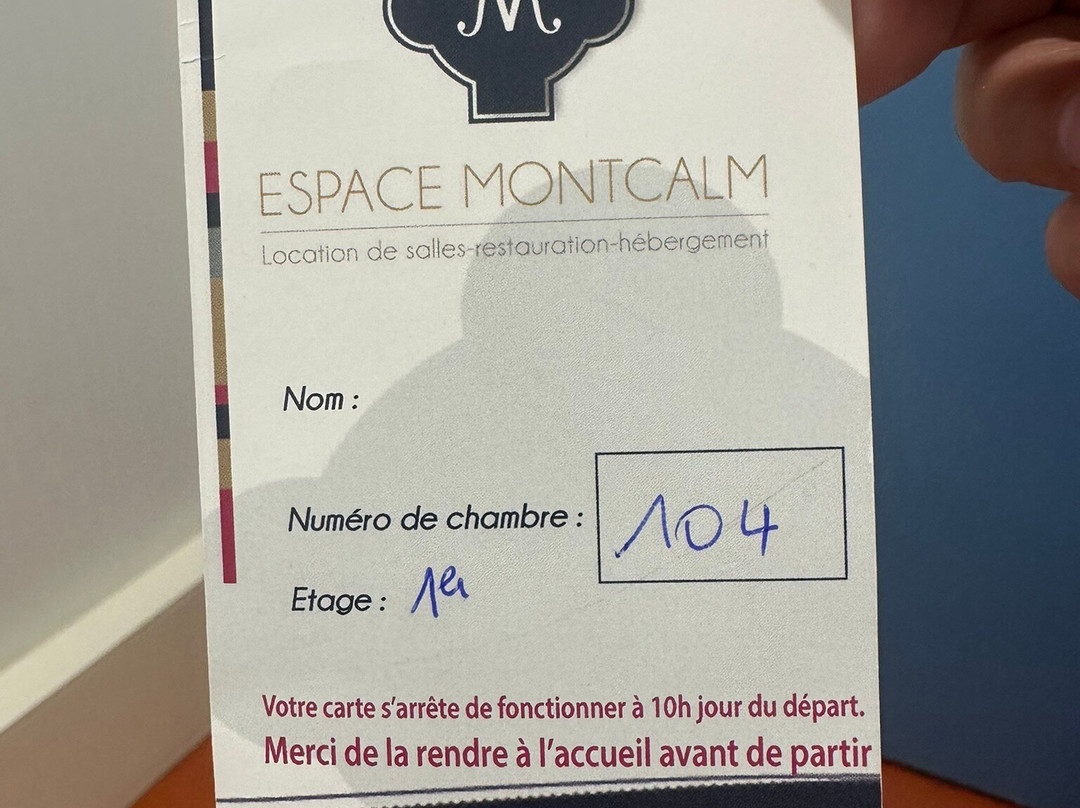 M
ESPACE MONTCALM
Location de salles-restauration-hébergement
Nom :
Numéro de chambre : 104
Etage : 1er
Votre carte s'arrête de fonctionner à 10h jour du départ.
Merci de la rendre à l'accueil avant de partir